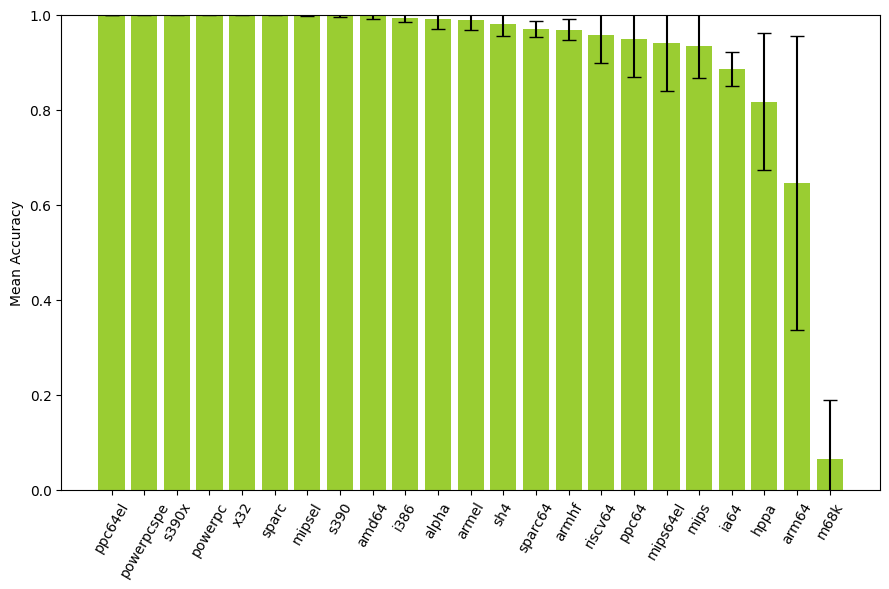 Mean Accuracy
1.0
0.8
0.6
0.4
0.2
0.0
ppc64el
powerpcspe
s390x
powerpc
x32
sparc
mipsel
s390
amd64
i386
alpha
armel
sh4
sparc64
armhf
riscv64
ppc64
mips64el
mips
ia64
hppa
arm64
m68k